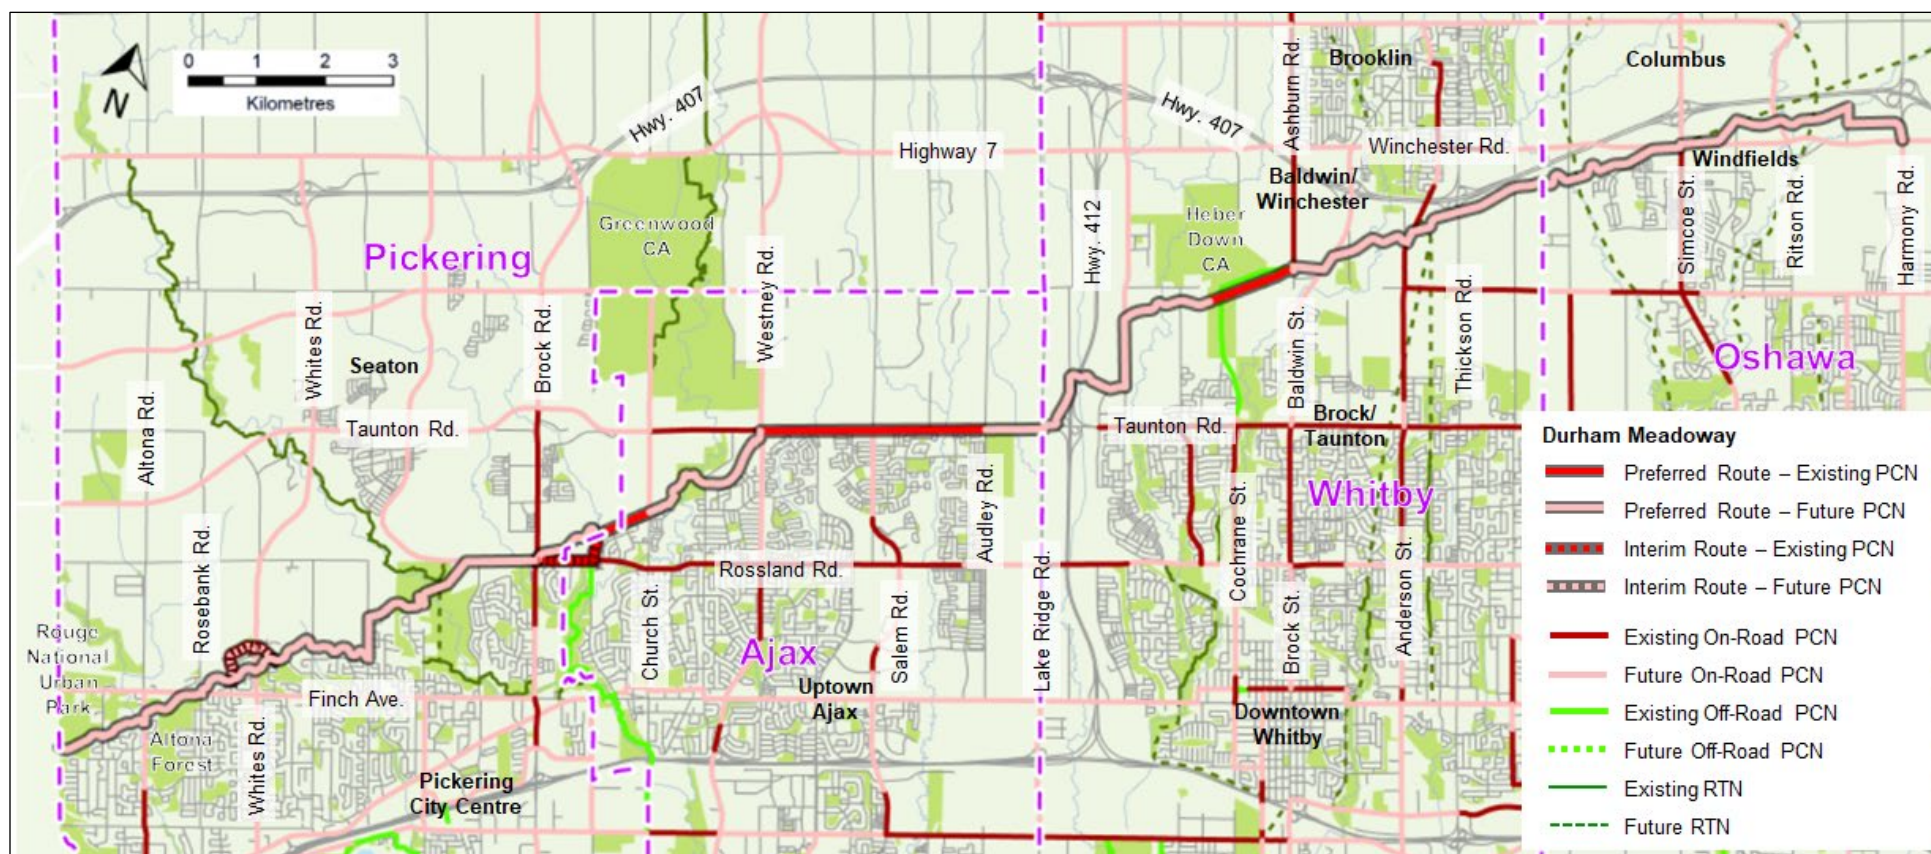 0 1 2 3
Kilometres
N
Hwy. 407
Highway 7
Hwy. 412
Hwy. 407
Ashburn Rd.
Brooklin
Columbus
Winchester Rd.
Baldwin/
Winchester
Windfields
Simcoe St.
Ritson Rd.
Harmony Rd.
Greenwood
CA
Heber
Down
CA
Pickering
Whites Rd.
Seaton
Brock Rd.
Westney Rd.
Baldwin St.
Thickson Rd.
Oshawa
Altona Rd.
Taunton Rd.
Taunton Rd.
Brock/
Taunton
Whitby
Rosebank Rd.
Audley Rd.
Cochrane St.
Rossland Rd.
Church St.
Salem Rd.
Lake Ridge Rd.
Brock St.
Anderson St.
Rouge
National
Urban
Park
Ajax
Uptown
Ajax
Finch Ave.
Altona
Forest
Whites Rd.
Pickering
City Centre
Downtown
Whitby
Durham Meadoway
Preferred Route – Existing PCN
Preferred Route – Future PCN
Interim Route – Existing PCN
Interim Route – Future PCN
Existing On-Road PCN
Future On-Road PCN
Existing Off-Road PCN
Future Off-Road PCN
Existing RTN
Future RTN